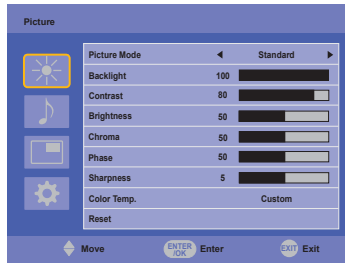 Picture
Picture Mode Standard
Backlight 100
Contrast 80
Brightness 50
Chroma 50
Phase 50
Sharpness 5
Color Temp. Custom
Reset
Move ENTER /OK Enter EXIT Exit